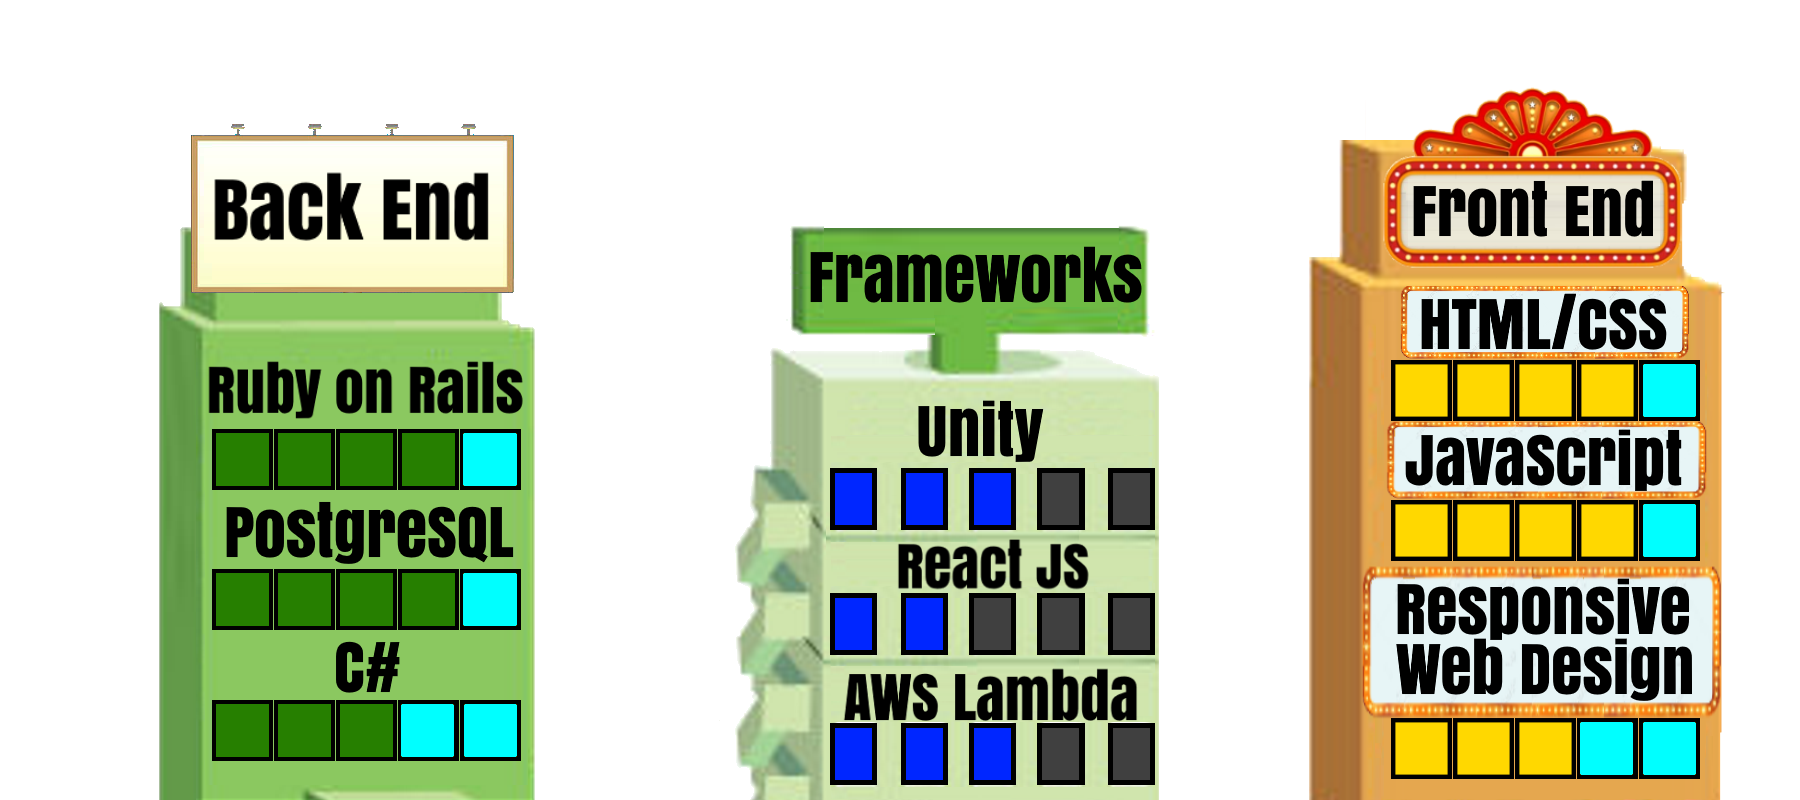 Back End
Ruby on Rails
PostgreSQL
C#
Frameworks
Unity
React JS
AWS Lambda
Front End
HTML/CSS
JavaScript
Responsive
Web Design